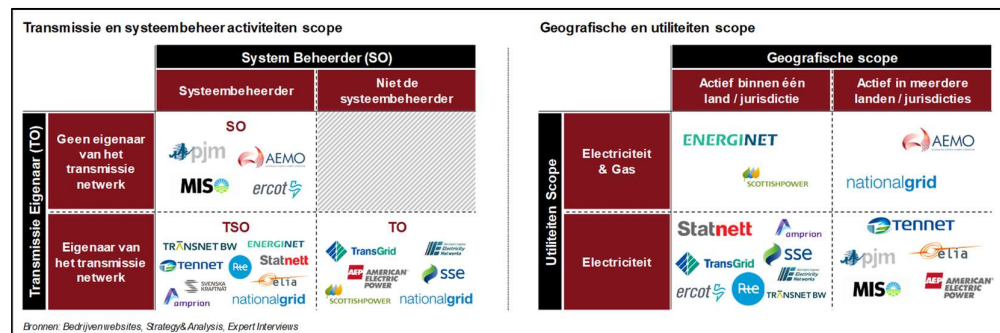 Transmissie en systeembeheer activiteiten scope
System Beheerder (SO)
Systeembeheerder
Niet de
systeembeheerder
Transmissie Eigenaar (TO)
Geen eigenaar
van het
transmissie
netwerk
SO
pjm
AEMO
MISO
ercot
Eigenaar van
het transmissie
netwerk
TSO
TRANSNET BW
ENERGINET
TENNET
Rte
Statnett
SVENSKA
KRAFTNÄT
elia
Amprion
nationalgrid
TO
TransGrid
Electricity
Networks
AEP
AMERICAN
ELECTRIC
POWER
sse
SCOTTISHPOWER
nationalgrid
Geografische en utiliteiten scope
Geografische scope
Actief binnen één
land / jurisdictie
Actief in meerdere
landen / jurisdicties
Utiliteiten Scope
Electriciteit
& Gas
ENERGINET
SCOTTISHPOWER
AEMO
nationalgrid
Electriciteit
Statnett
Amprion
TransGrid
sse
Electricity
Networks
ercot
Rte
TRANSNET BW
TENNET
pjm
elia
MISO
AEP
AMERICAN
ELECTRIC
POWER
Bronnen: Bedrijvenwebsites, Strategy& Analysis, Expert Interviews